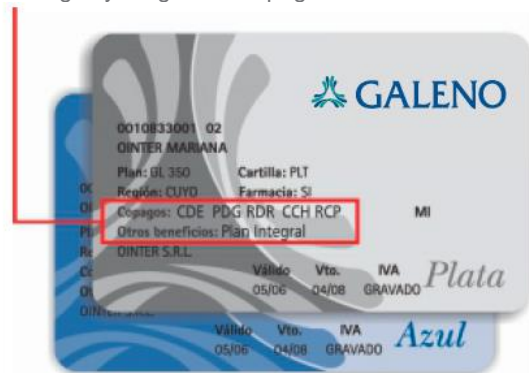 GALENO
0010833001 02
OINTER MARIANA
Plan: GL 350 Cartilla: PLT
Región: CUYO Farmacia: SI
Copagos: CDE PDG RDR CCH RCP MI
Otros beneficios: Plan Integral
OINTER S.R.L.
Válido Vto. IVA
05/06 04/08 GRAVADO Plata
Válido Vto. IVA
05/06 04/08 GRAVADO Azul